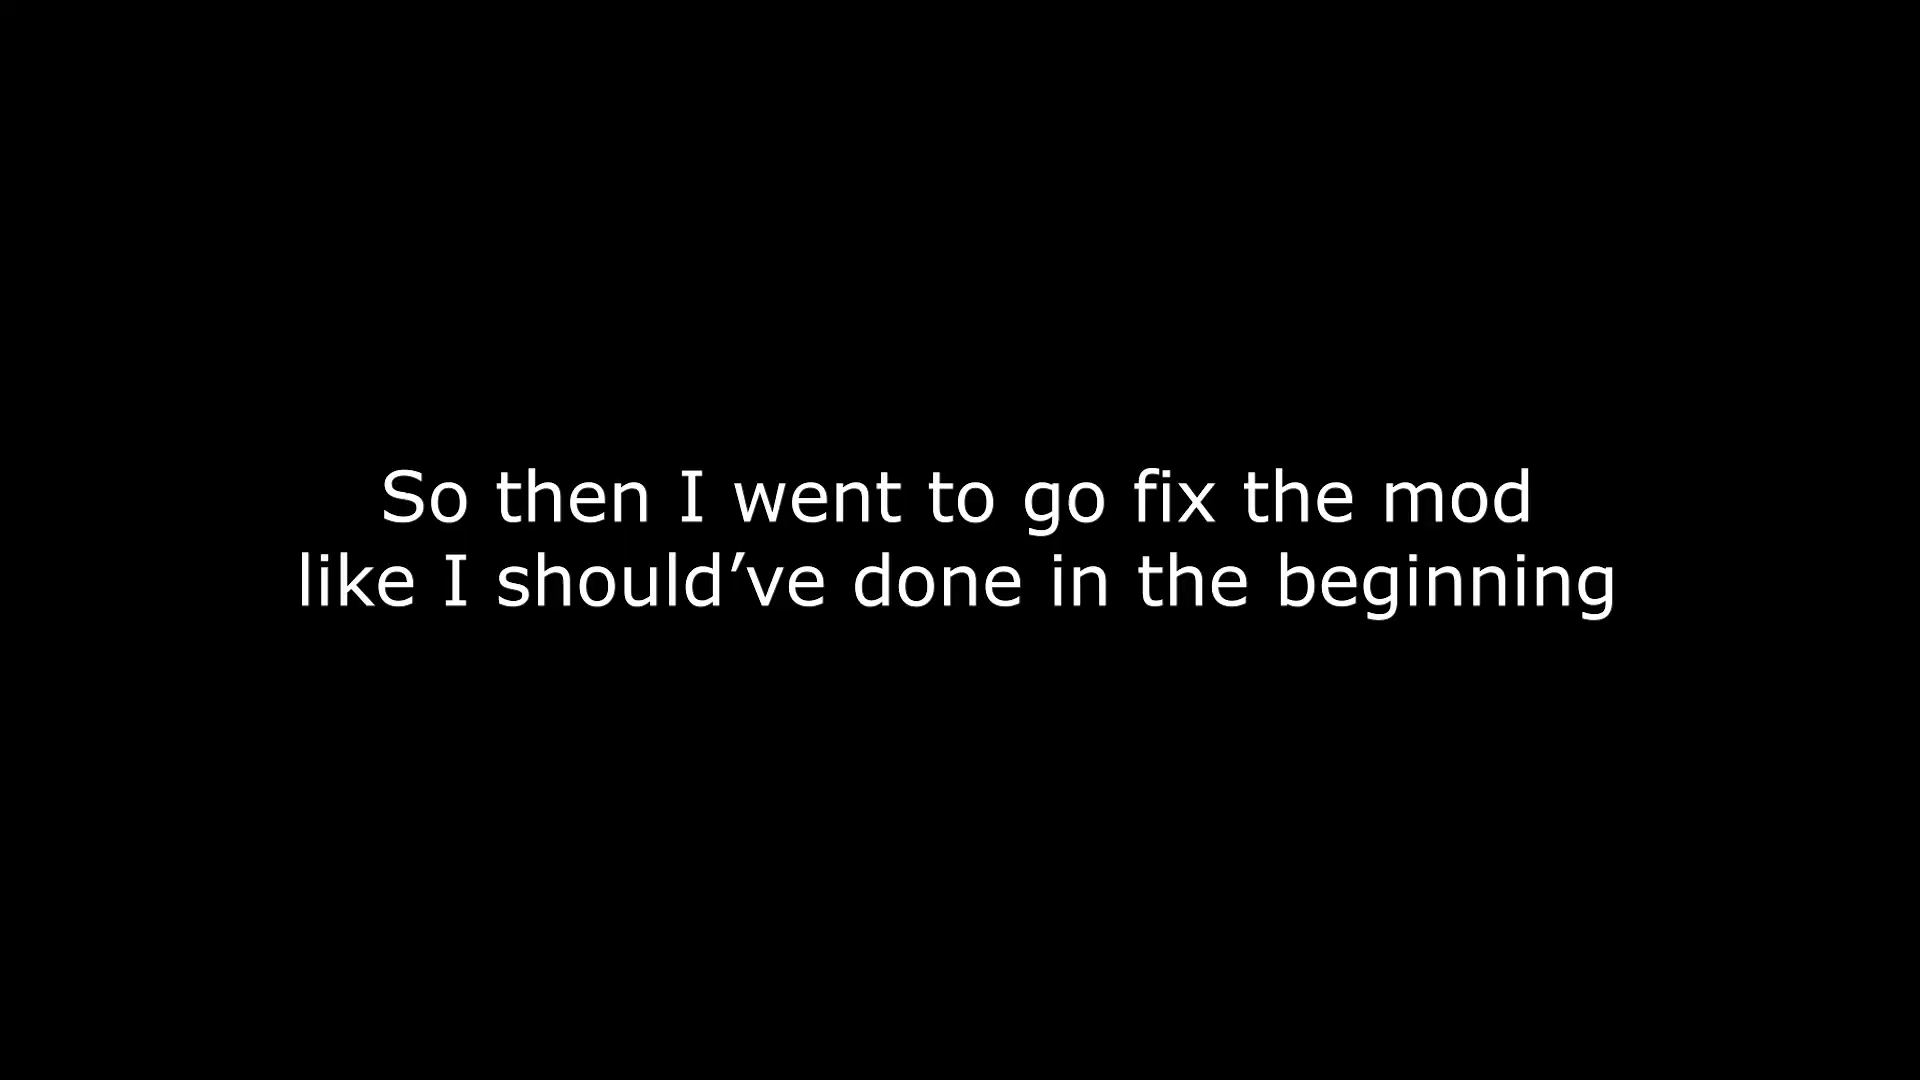 So then I went to go fix the mod
like I should’ve done in the beginning